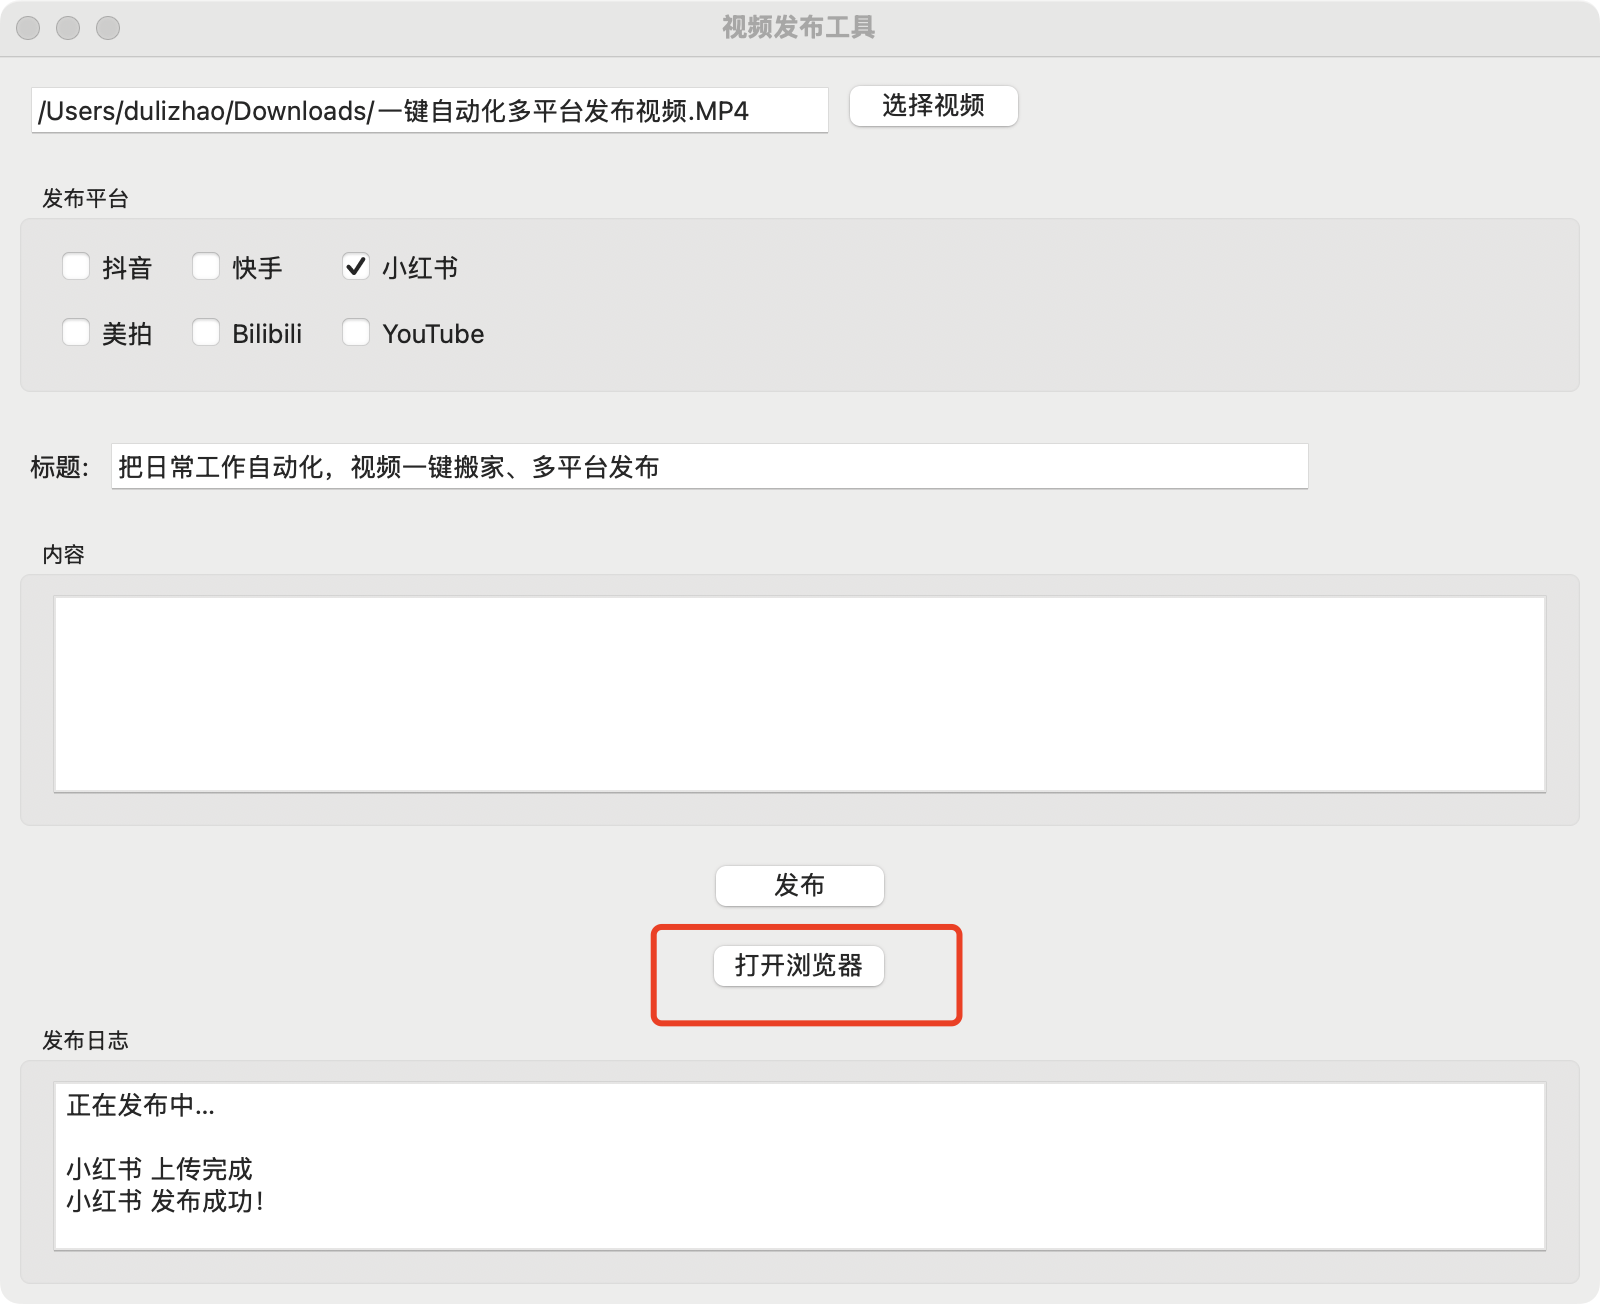 视频发布工具
/Users/dulizhao/Downloads/一键自动化多平台发布视频.MP4 选择视频
发布平台
抖音 快手 小红书
美拍 Bilibili YouTube
标题: 把日常工作自动化，视频一键搬家、多平台发布
内容
发布
打开浏览器
发布日志
正在发布中...
小红书 上传完成
小红书 发布成功！